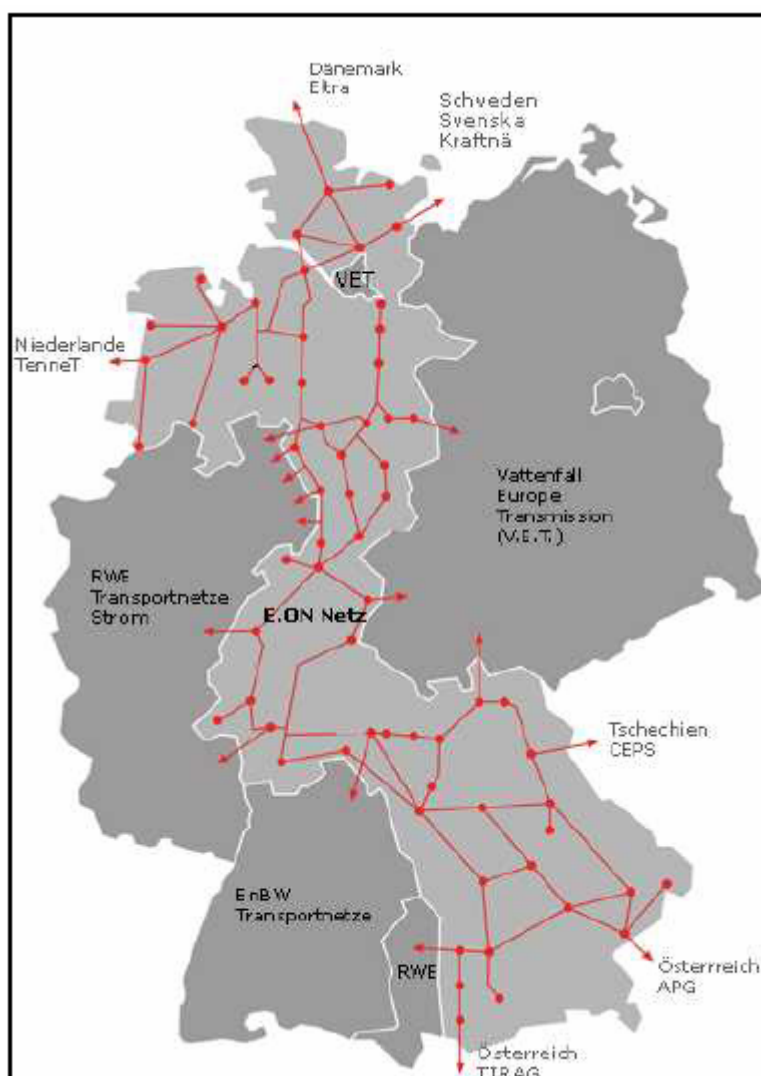 Dänemark
Eltra
Schweden
Svenska
Kraftnä
VET
Niederlande
TenneT
Vattenfall
Europe
Transmission
(V.E.T.)
RWE
Transportnetze
Strom
E.ON Netz
Tschechien
CEPS
EnBW
Transportnetze
RWE
Österreich
APG
Österreich
TIRAG